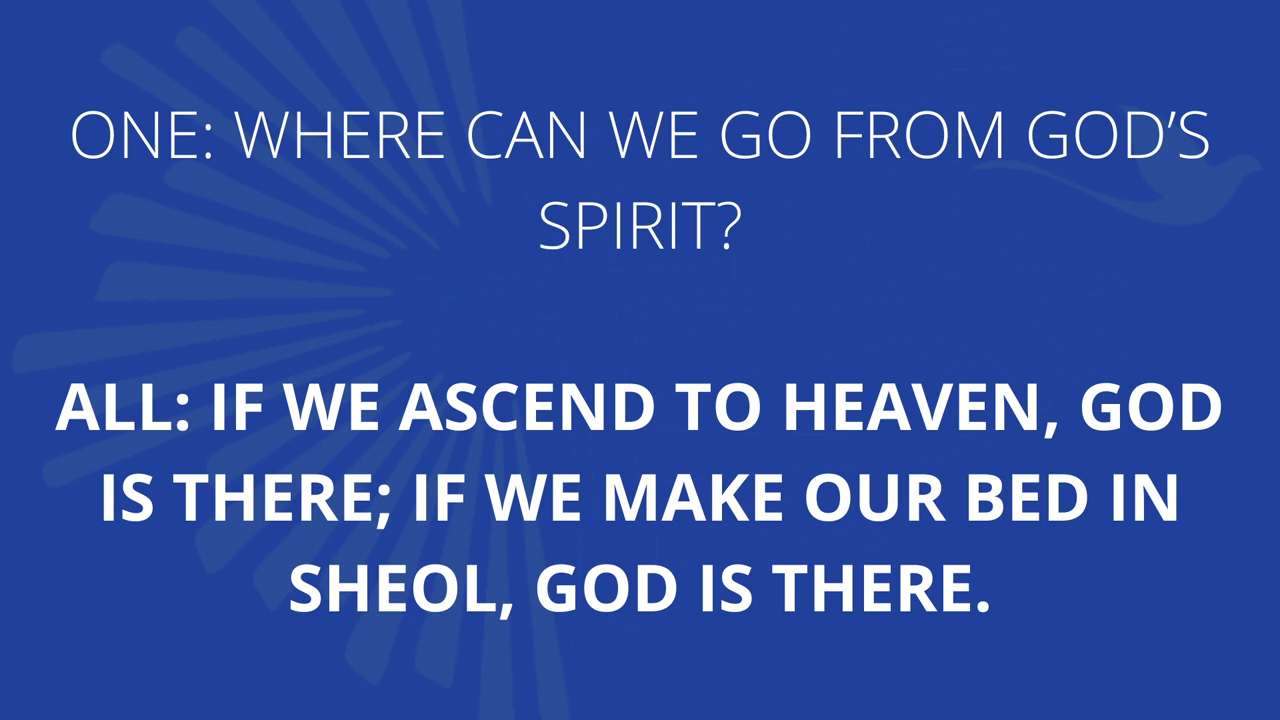 ONE: WHERE CAN WE GO FROM GOD’S
SPIRIT?
ALL: IF WE ASCEND TO HEAVEN, GOD
IS THERE; IF WE MAKE OUR BED IN
SHEOL, GOD IS THERE.